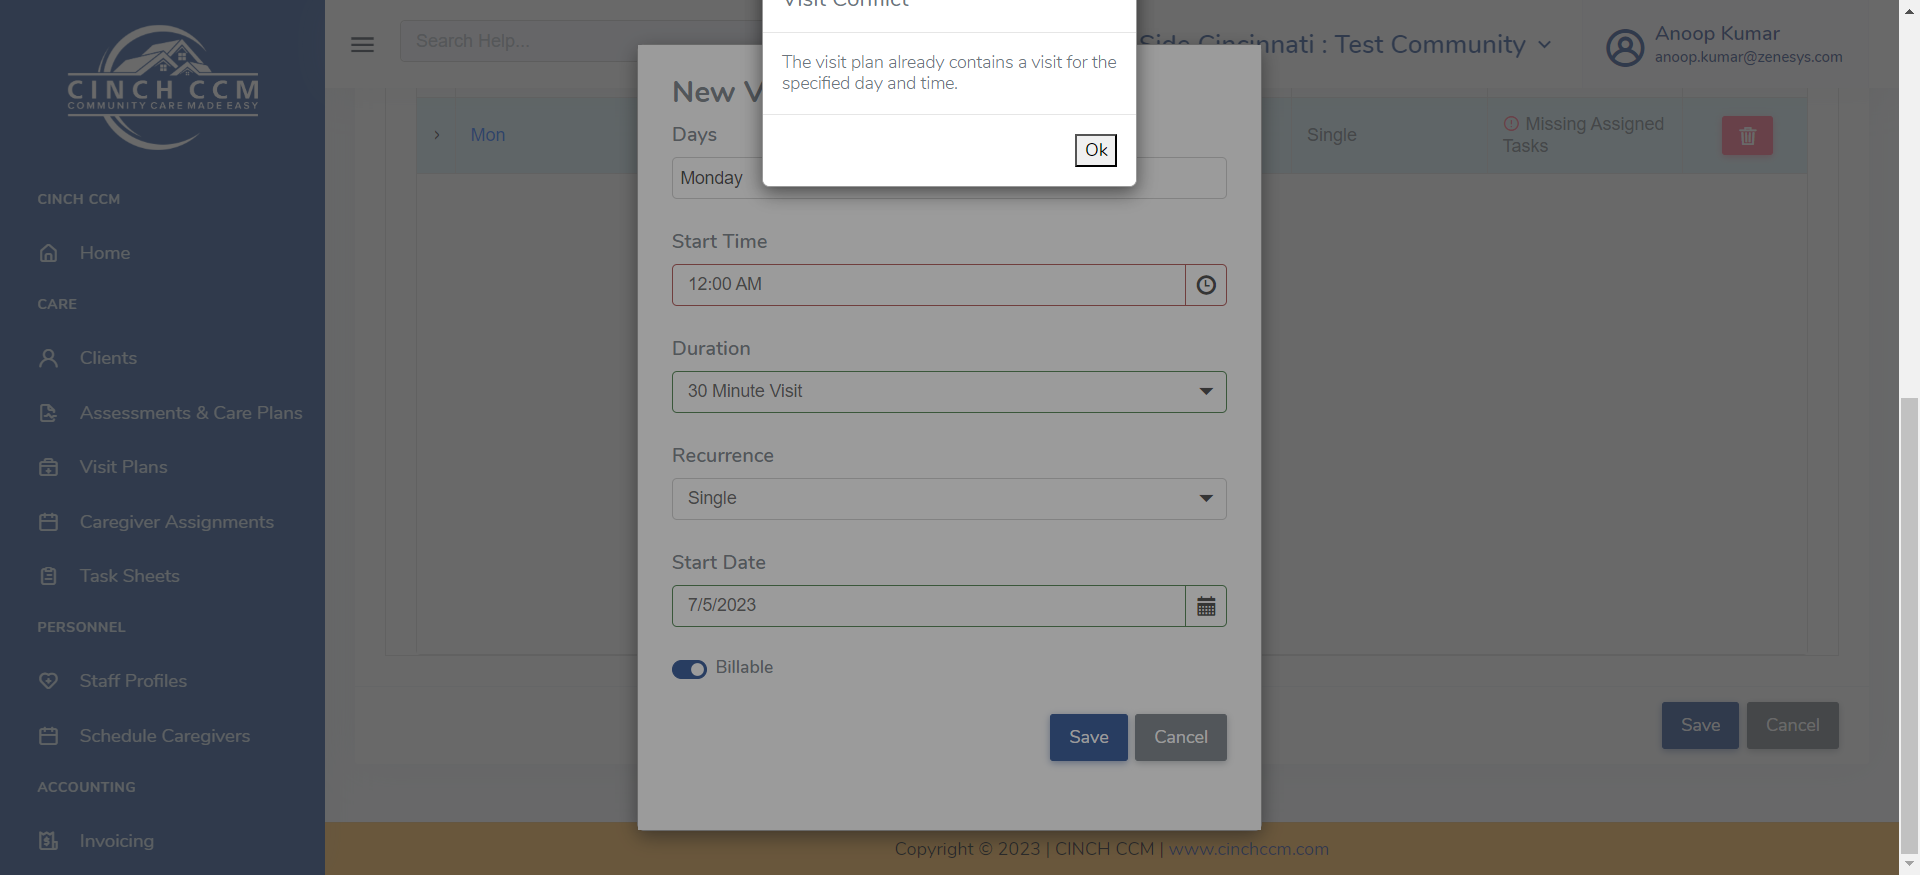 CINCH CCM
COMMUNITY CARE MADE EASY
CINCH CCM
Home
CARE
Clients
Assessments & Care Plans
Visit Plans
Caregiver Assignments
Task Sheets
PERSONNEL
Staff Profiles
Schedule Caregivers
ACCOUNTING
Invoicing
Search Help...
Side Cincinnati : Test Community
Anoop Kumar
anoop.kumar@zenesys.com
Mon
Single
Missing Assigned
Tasks
Visit Conflict
The visit plan already contains a visit for the
specified day and time.
Ok
New V
Days
Monday
Start Time
12:00 AM
Duration
30 Minute Visit
Recurrence
Single
Start Date
7/5/2023
Billable
Save
Cancel
Save
Cancel
Copyright © 2023 | CINCH CCM | www.cinchccm.com